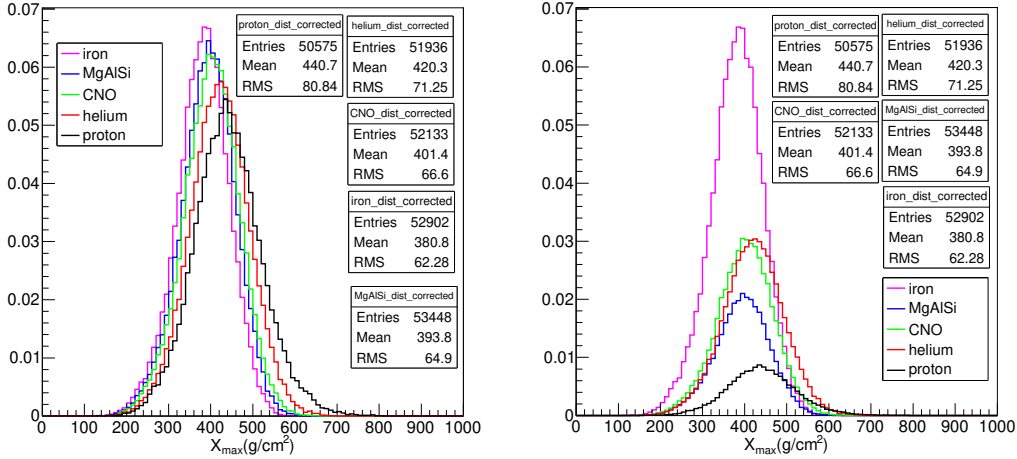 0.06
0.05
0.04
0.03
0.02
0.01
0
iron
MgAlSi
CNO
helium
proton
proton_dist_corrected
Entries 50575
Mean 440.7
RMS 80.84
helium_dist_corrected
Entries 51936
Mean 420.3
RMS 71.25
CNO_dist_corrected
Entries 52133
Mean 401.4
RMS 66.6
iron_dist_corrected
Entries 52902
Mean 380.8
RMS 62.28
MgAlSi_dist_corrected
Entries 53448
Mean 393.8
RMS 64.9
0 100 200 300 400 500 600 700 800 900 1000
X_max(g/cm²)
0.07
0.06
0.05
0.04
0.03
0.02
0.01
0
proton_dist_corrected
Entries 50575
Mean 440.7
RMS 80.84
helium_dist_corrected
Entries 51936
Mean 420.3
RMS 71.25
CNO_dist_corrected
Entries 52133
Mean 401.4
RMS 66.6
MgAlSi_dist_corrected
Entries 53448
Mean 393.8
RMS 64.9
iron_dist_corrected
Entries 52902
Mean 380.8
RMS 62.28
iron
MgAlSi
CNO
helium
proton
0 100 200 300 400 500 600 700 800 900 1000
X_max(g/cm²)